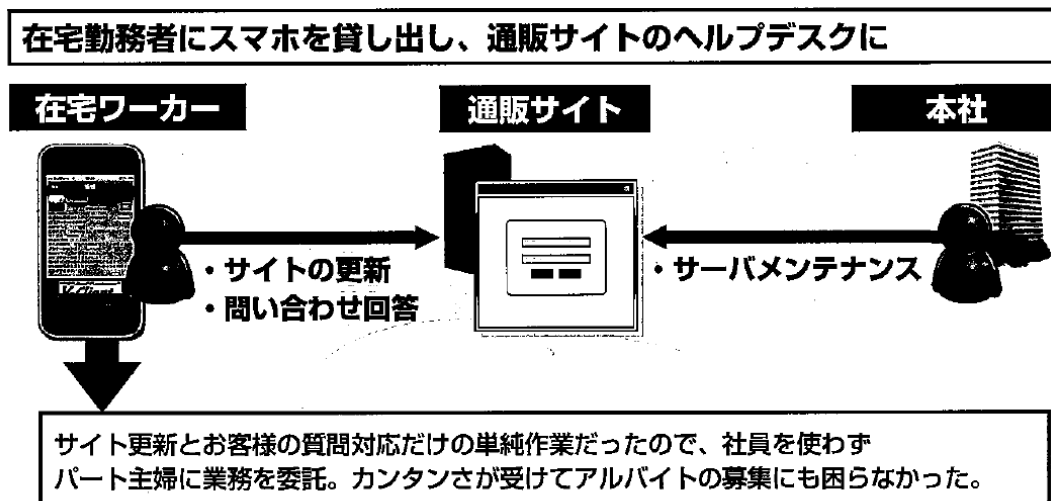 在宅勤務者にスマホを貸し出し、通販サイトのヘルプデスクに
在宅ワーカー
通販サイト
本社
・サイトの更新
・問い合わせ回答
・サーバメンテナンス
サイト更新とお客様の質問対応だけの単純作業だったので、社員を使わず
パート主婦に業務を委託。カンタンさが受けてアルバイトの募集にも困らなかった。